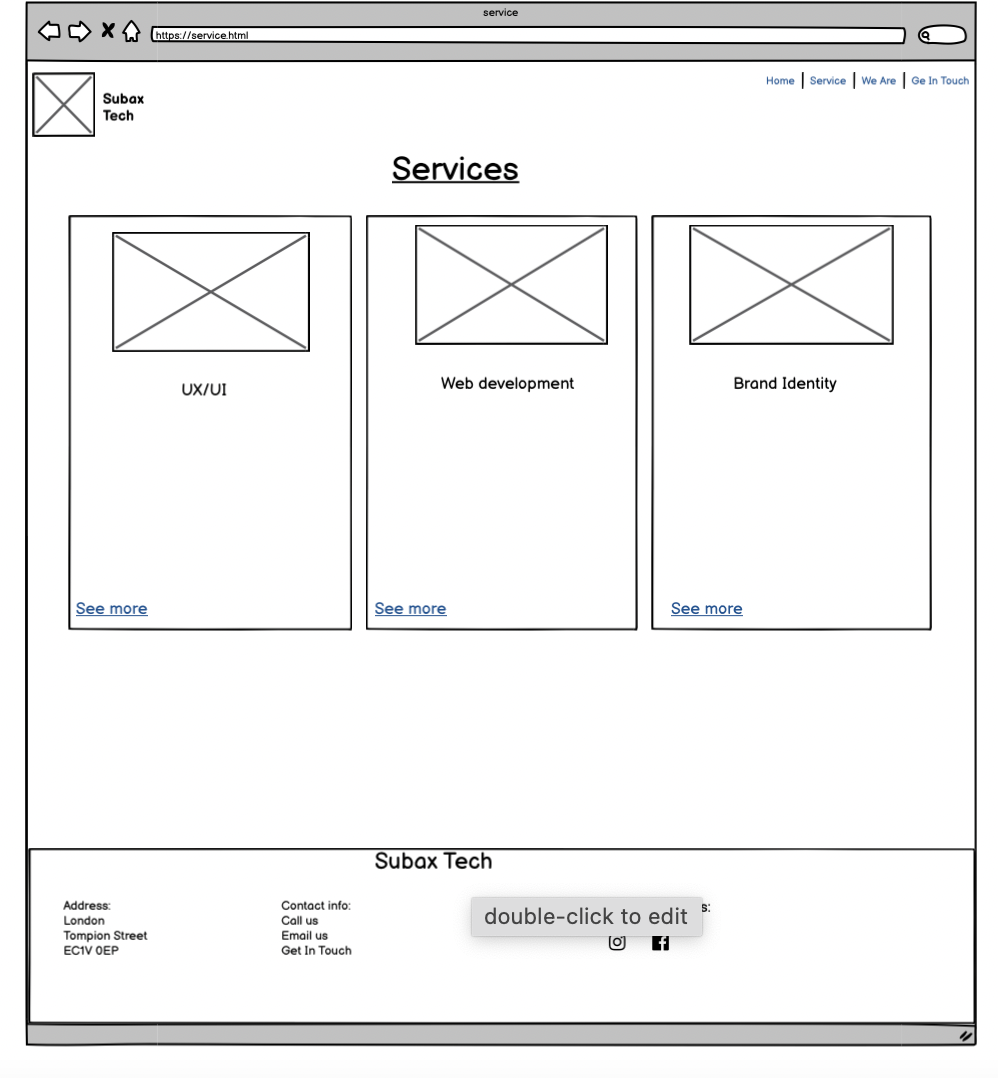 service
https://service.html
Subax
Tech
Home Service We Are Ge In Touch
Services
UX/UI
Web development
Brand Identity
See more
See more
See more
Subax Tech
Address:
London
Tompion Street
EC1V 0EP
Contact info:
Call us
Email us
Get In Touch
double-click to edit
s: